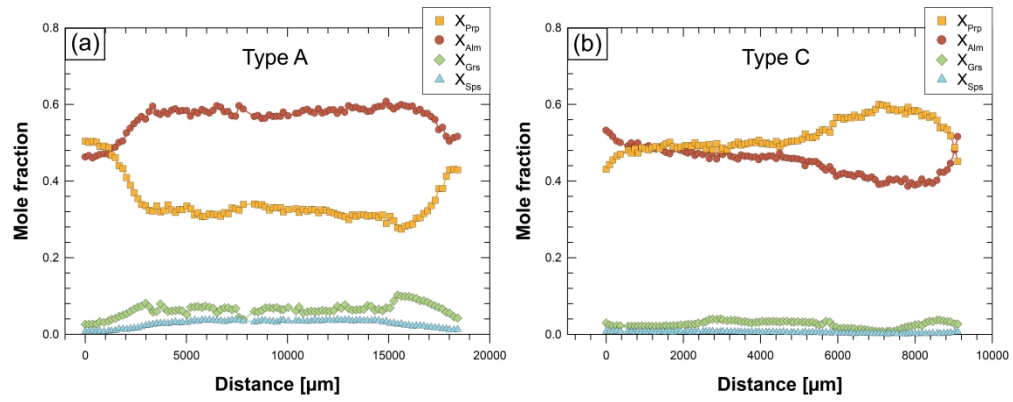 (a)
Type A
X_Prp
X_Alm
X_Grs
X_Sps
Mole fraction
0.8
0.6
0.4
0.2
0.0
0 5000 10000 15000 20000
Distance [µm]
(b)
Type C
X_Prp
X_Alm
X_Grs
X_Sps
Mole fraction
0.8
0.6
0.4
0.2
0.0
0 2000 4000 6000 8000 10000
Distance [µm]